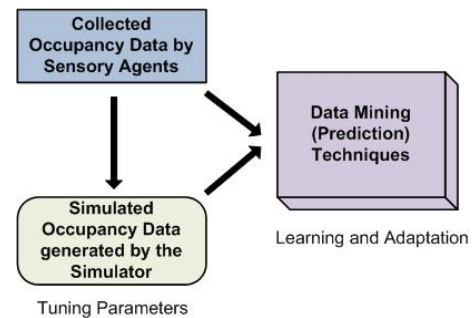 Collected
Occupancy Data by
Sensory Agents
Data Mining
(Prediction)
Techniques
Simulated
Occupancy Data
generated by the
Simulator
Learning and Adaptation
Tuning Parameters